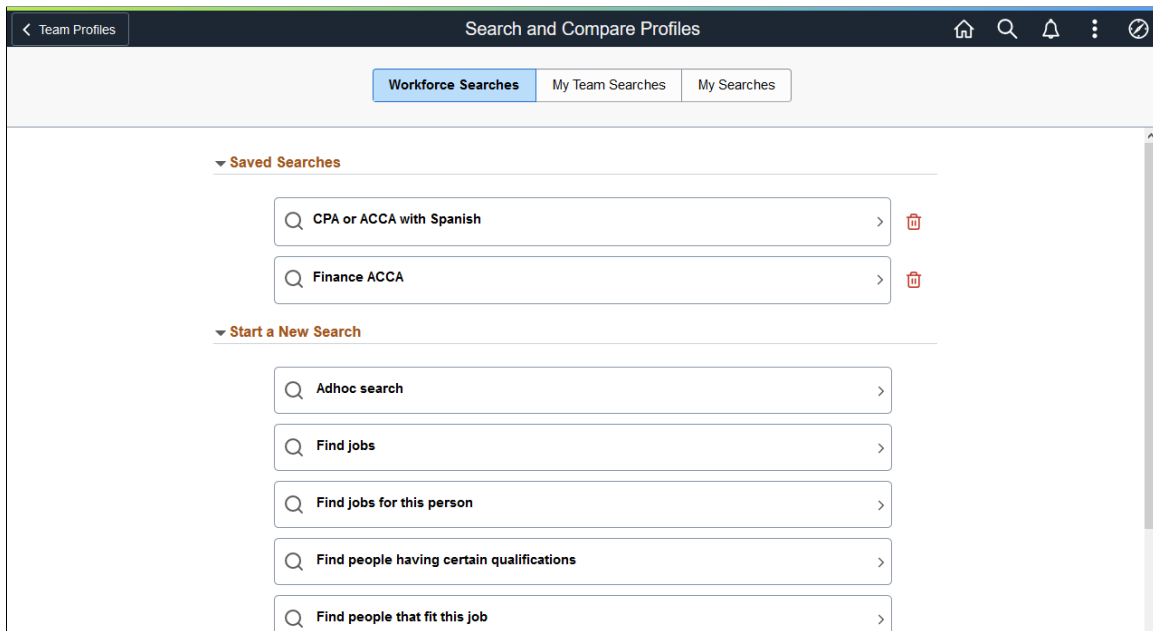 Team Profiles
Search and Compare Profiles
Workforce Searches
My Team Searches
My Searches
Saved Searches
CPA or ACCA with Spanish
Finance ACCA
Start a New Search
Adhoc search
Find jobs
Find jobs for this person
Find people having certain qualifications
Find people that fit this job